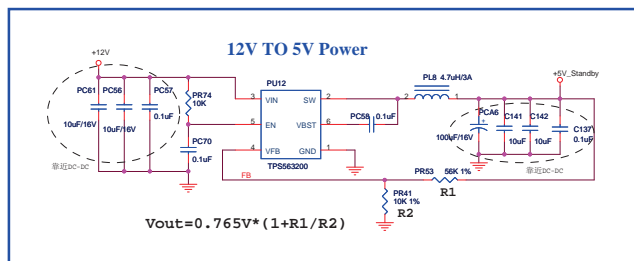 12V TO 5V Power
+12V
PC61
PC56
PC57
10uF/16V
10uF/16V
0.1uF
靠近DC-DC
PR74
10K
PC70
0.1uF
PU12
3
VIN
SW
2
5
EN
VBST
6
4
VFB
GND
1
TPS563200
PC58
0.1uF
PL8
4.7uH/3A
2
1
+5V_Standby
PCA6
+
100uF/16V
C141
10uF
C142
10uF
C137
0.1uF
靠近DC-DC
FB
PR53
56K 1%
R1
PR41
10K 1%
R2
Vout=0.765V*(1+R1/R2)